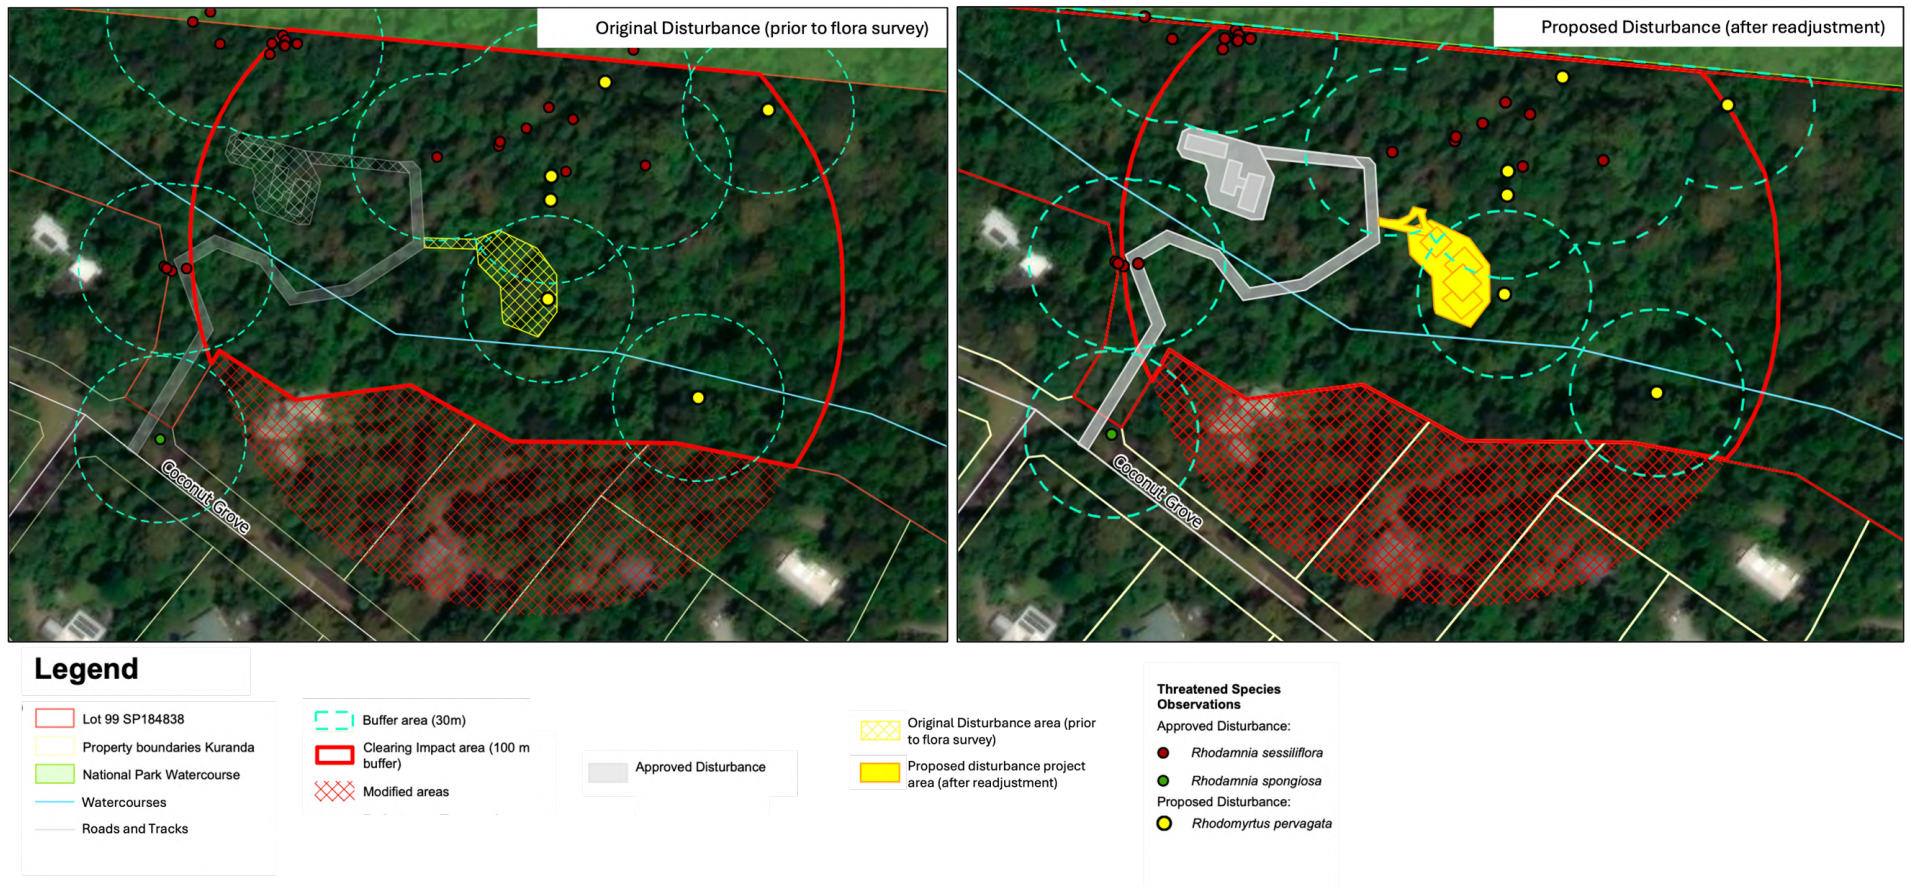 Original Disturbance (prior to flora survey)
Proposed Disturbance (after readjustment)
Coconut Grove
Coconut Grove
Legend
Lot 99 SP184838
Property boundaries Kuranda
National Park Watercourse
Watercourses
Roads and Tracks
Buffer area (30m)
Clearing Impact area (100 m
buffer)
Modified areas
Approved Disturbance
Original Disturbance area (prior
to flora survey)
Proposed disturbance project
area (after readjustment)
Threatened Species
Observations
Approved Disturbance:
Rhodamnia sessiliflora
Rhodamnia spongiosa
Proposed Disturbance:
Rhodomyrtus pervagata